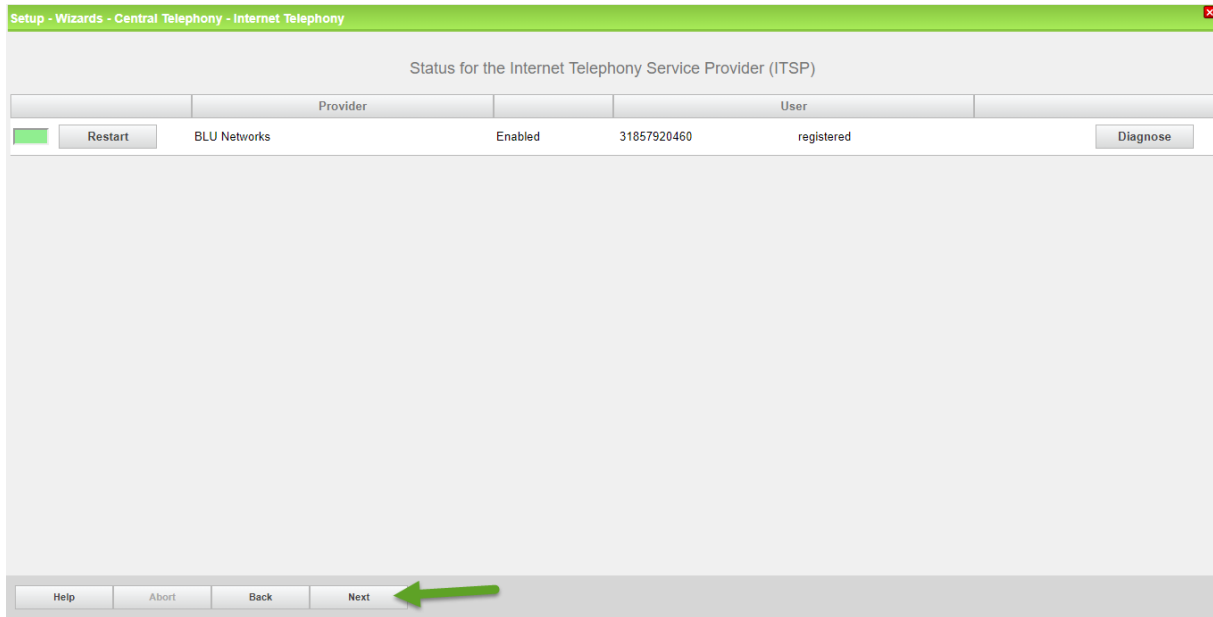 Setup - Wizards - Central Telephony - Internet Telephony
Status for the Internet Telephony Service Provider (ITSP)
Provider User
Restart BLU Networks Enabled 31857920460 registered Diagnose
Help Abort Back Next